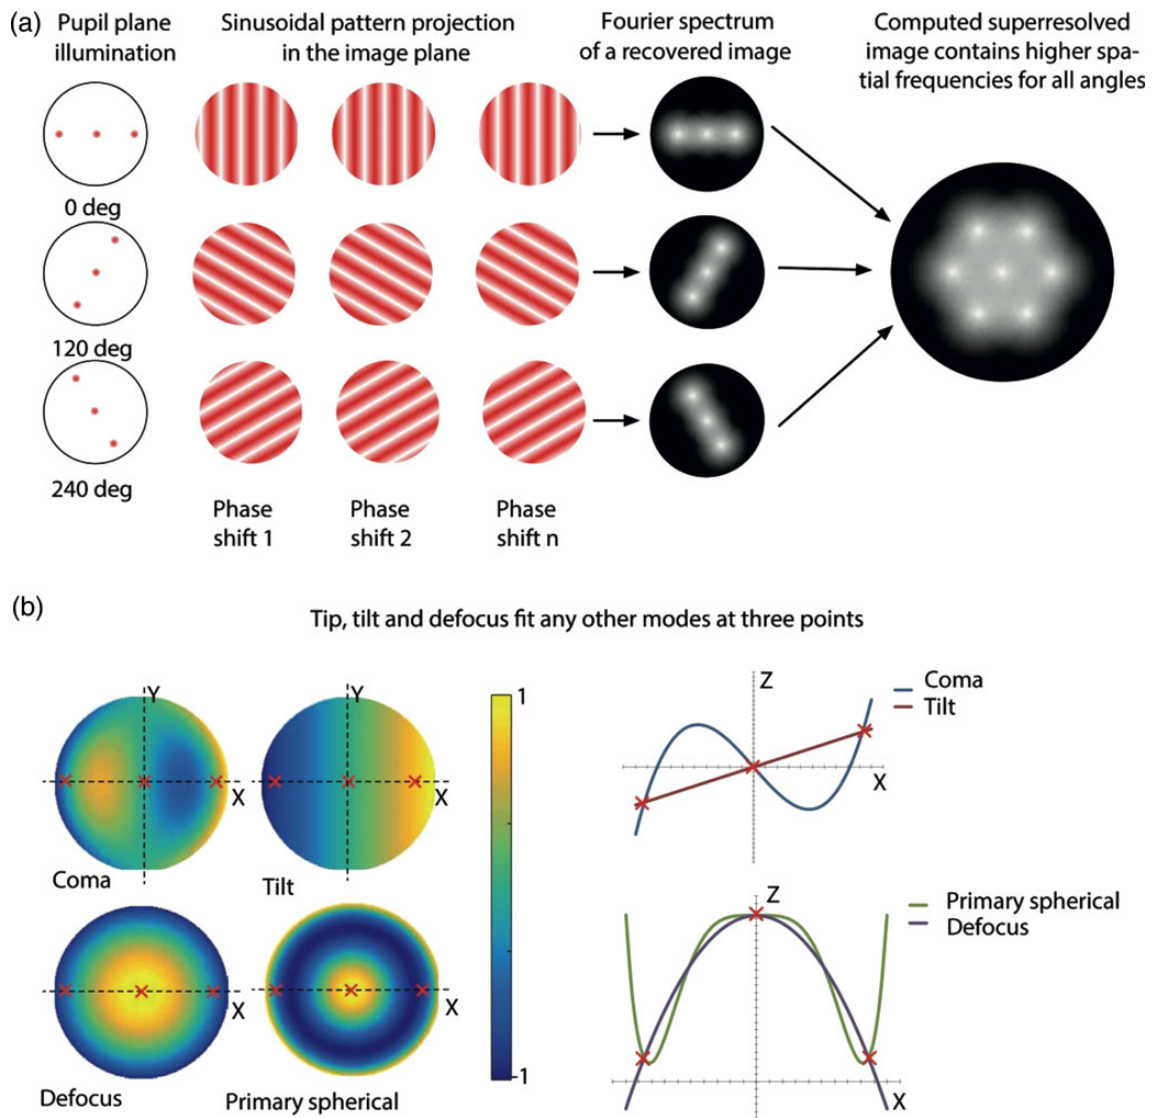 (a)
Pupil plane
illumination
Sinusoidal pattern projection
in the image plane
Fourier spectrum
of a recovered image
Computed superresolved
image contains higher spa-
tial frequencies for all angles
0 deg
120 deg
240 deg
Phase
shift 1
Phase
shift 2
Phase
shift n
(b)
Tip, tilt and defocus fit any other modes at three points
Y
X
Coma
Y
X
Tilt
X
Defocus
X
Primary spherical
1
-1
Z
X
Coma
Tilt
Z
X
Primary spherical
Defocus